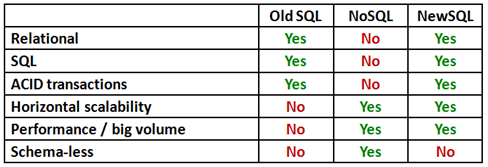 Old SQL NoSQL NewSQL
Relational Yes No Yes
SQL Yes No Yes
ACID transactions Yes No Yes
Horizontal scalability No Yes Yes
Performance / big volume No Yes Yes
Schema-less No Yes No